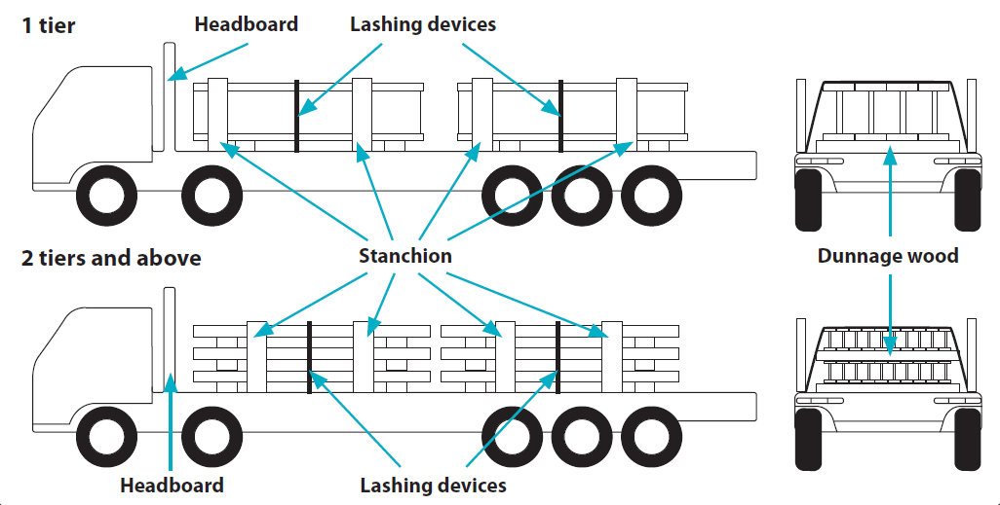 1 tier
Headboard
Lashing devices
Stanchion
Dunnage wood
2 tiers and above
Headboard
Lashing devices